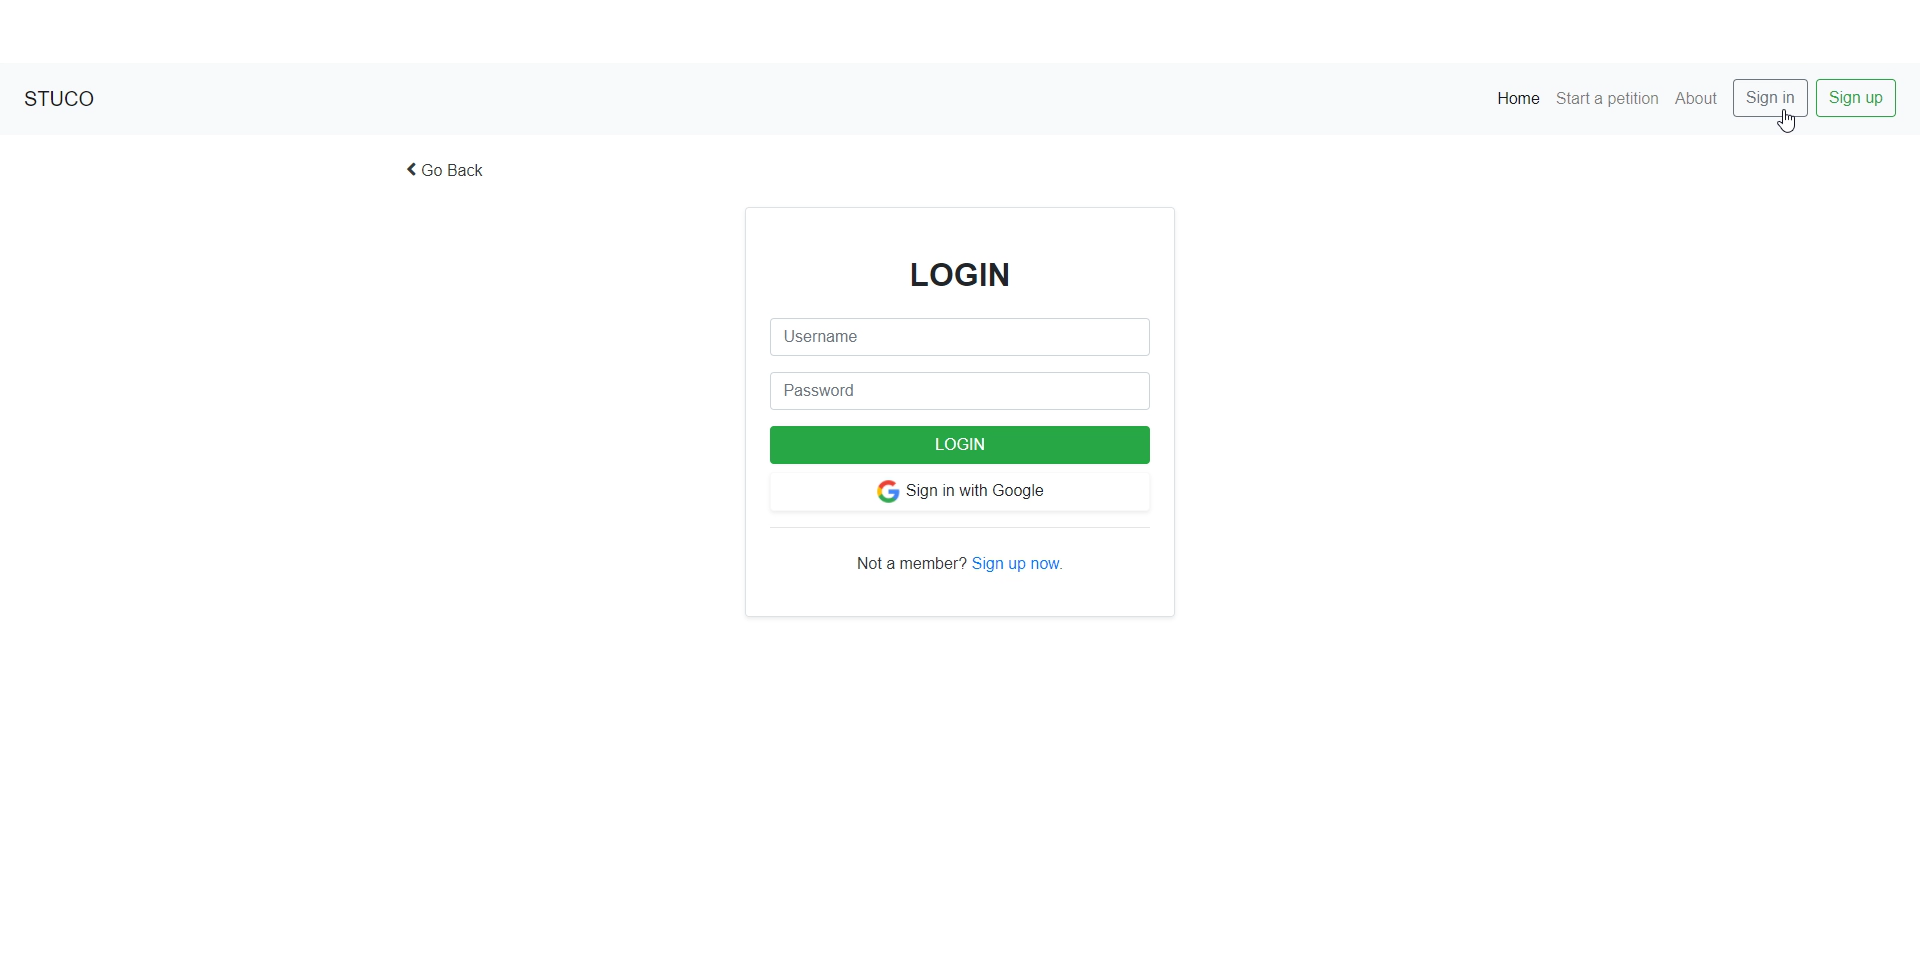 STUCO
Home Start a petition About Sign in Sign up
Go Back
LOGIN
Username
Password
LOGIN
Sign in with Google
Not a member? Sign up now.